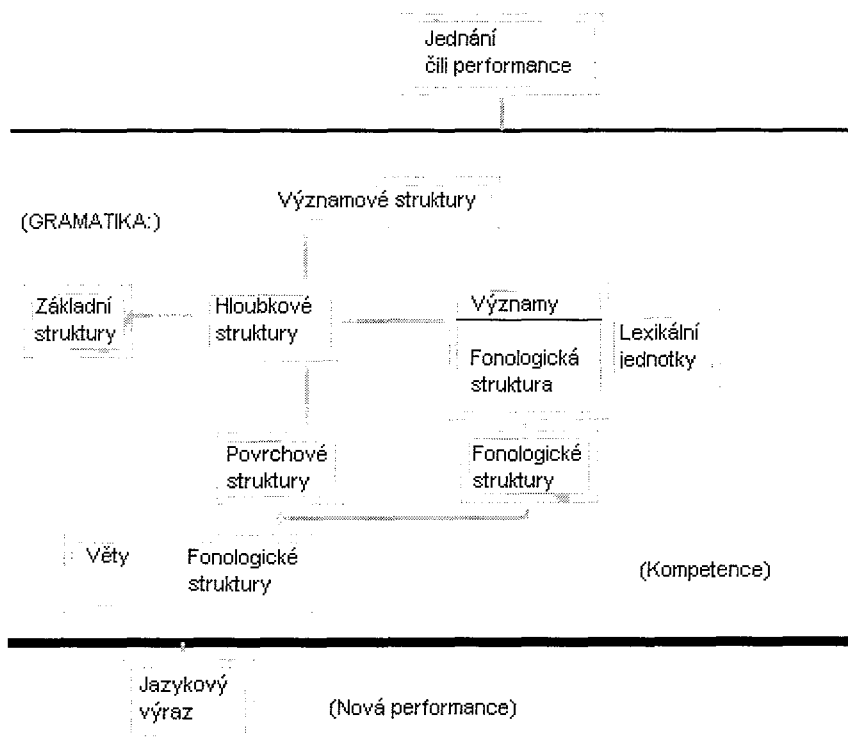 Jednání
čili performance
Významové struktury
(GRAMATIKA:)
Základní
struktury
Hloubkové
struktury
Významy
Fonologická
struktura
Lexikální
jednotky
Povrchové
struktury
Fonologické
struktury
Věty
Fonologické
struktury
(Kompetence)
Jazykový
výraz
(Nová performance)